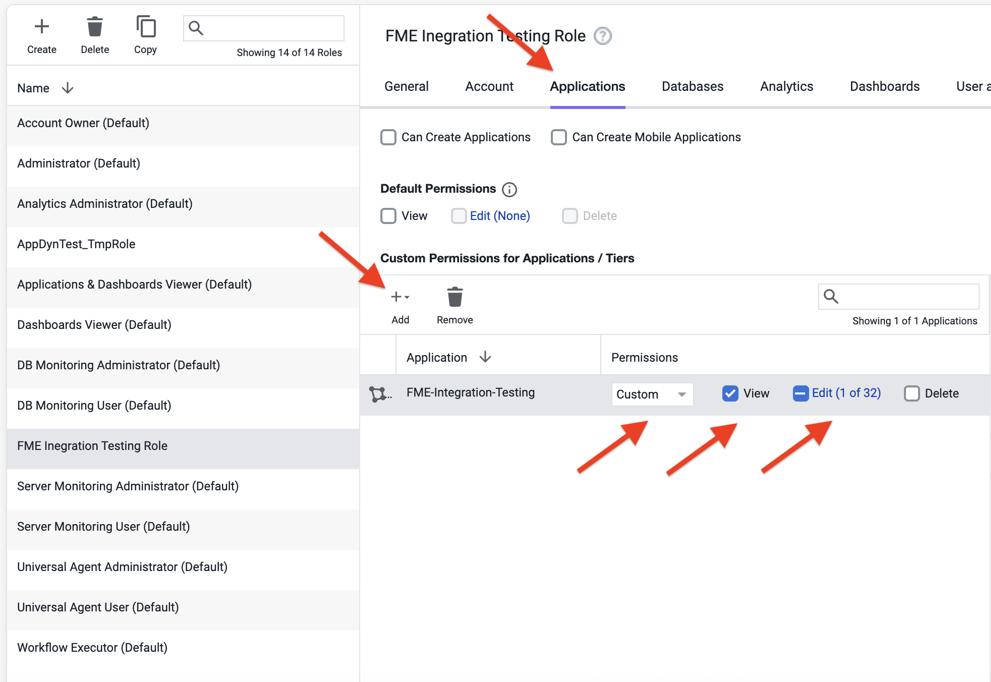 Create
Delete
Copy
Showing 14 of 14 Roles
Name
Account Owner (Default)
Administrator (Default)
Analytics Administrator (Default)
AppDynTest_TmpRole
Applications & Dashboards Viewer (Default)
Dashboards Viewer (Default)
DB Monitoring Administrator (Default)
DB Monitoring User (Default)
FME Inegration Testing Role
Server Monitoring Administrator (Default)
Server Monitoring User (Default)
Universal Agent Administrator (Default)
Universal Agent User (Default)
Workflow Executor (Default)
FME Inegration Testing Role ?
General Account Applications Databases Analytics Dashboards User a
Can Create Applications Can Create Mobile Applications
Default Permissions
View Edit (None) Delete
Custom Permissions for Applications / Tiers
Add Remove
Showing 1 of 1 Applications
Application Permissions
FME-Integration-Testing Custom View Edit (1 of 32) Delete